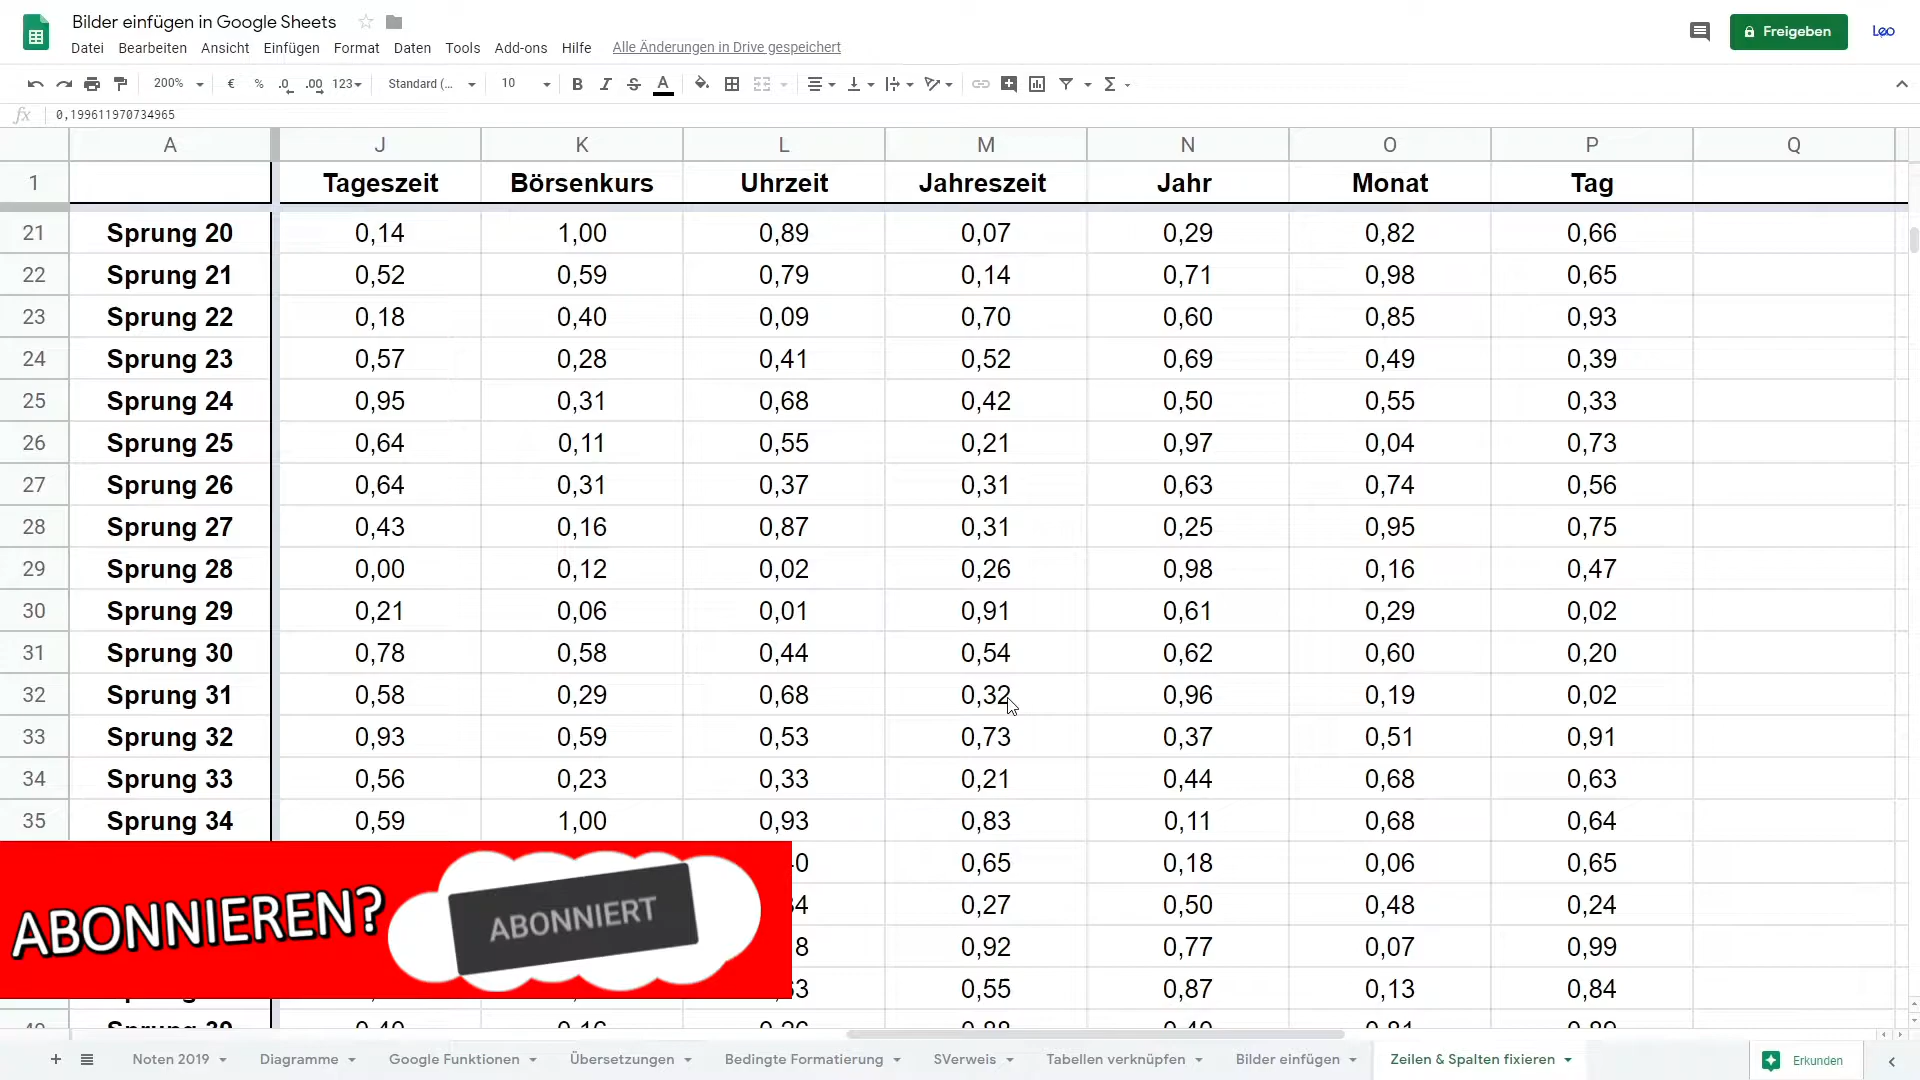 Bilder einfügen in Google Sheets
Datei Bearbeiten Ansicht Einfügen Format Daten Tools Add-ons Hilfe Alle Änderungen in Drive gespeichert
Freigeben
Leo
200% € % .0 .00 123 Standard (... 10 B I S A Σ
fx 0,199611970734965
A J K L M N O P Q
1 Tageszeit Börsenkurs Uhrzeit Jahreszeit Jahr Monat Tag
21 Sprung 20 0,14 1,00 0,89 0,07 0,29 0,82 0,66
22 Sprung 21 0,52 0,59 0,79 0,14 0,71 0,98 0,65
23 Sprung 22 0,18 0,40 0,09 0,70 0,60 0,85 0,93
24 Sprung 23 0,57 0,28 0,41 0,52 0,69 0,49 0,39
25 Sprung 24 0,95 0,31 0,68 0,42 0,50 0,55 0,33
26 Sprung 25 0,64 0,11 0,55 0,21 0,97 0,04 0,73
27 Sprung 26 0,64 0,31 0,37 0,31 0,63 0,74 0,56
28 Sprung 27 0,43 0,16 0,87 0,31 0,25 0,95 0,75
29 Sprung 28 0,00 0,12 0,02 0,26 0,98 0,16 0,47
30 Sprung 29 0,21 0,06 0,01 0,91 0,61 0,29 0,02
31 Sprung 30 0,78 0,58 0,44 0,54 0,62 0,60 0,20
32 Sprung 31 0,58 0,29 0,68 0,32 0,96 0,19 0,02
33 Sprung 32 0,93 0,59 0,53 0,73 0,37 0,51 0,91
34 Sprung 33 0,56 0,23 0,33 0,21 0,44 0,68 0,63
35 Sprung 34 0,59 1,00 0,93 0,83 0,11 0,68 0,64
0,65 0,18 0,06 0,65
0,27 0,50 0,48 0,24
0,92 0,77 0,07 0,99
0,55 0,87 0,13 0,84
ABONNIEREN? ABONNIERT
Noten 2019 Diagramme Google Funktionen Übersetzungen Bedingte Formatierung SVerweis Tabellen verknüpfen Bilder einfügen Zeilen & Spalten fixieren Erkunden